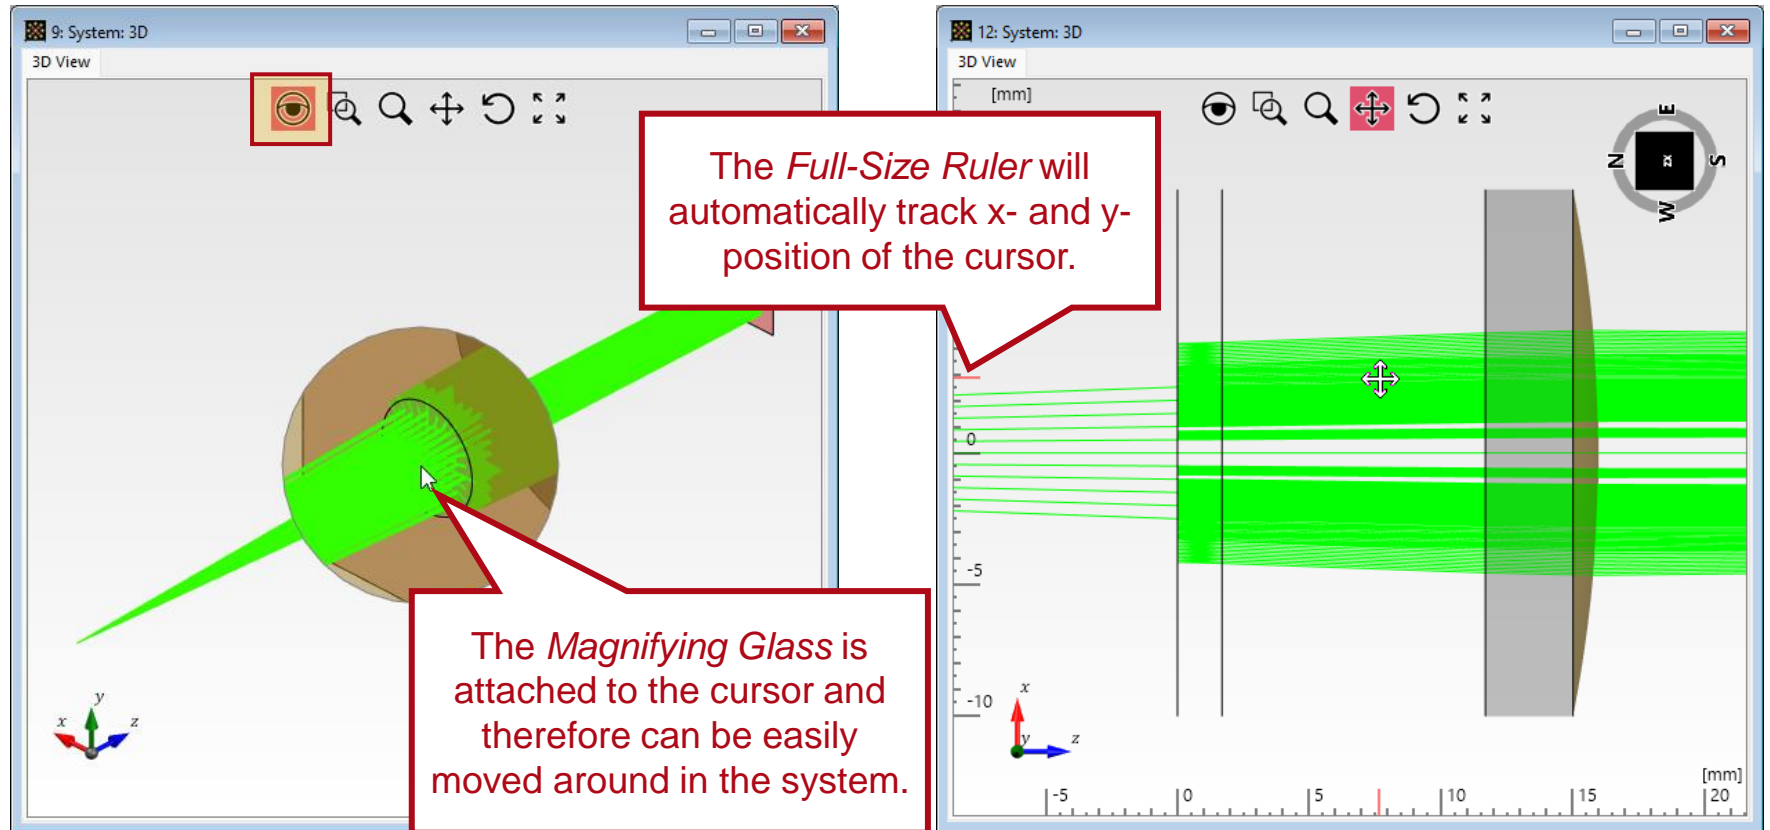 9: System: 3D
3D View
The Magnifying Glass is
attached to the cursor and
therefore can be easily
moved around in the system.
y
x
z
12: System: 3D
3D View
[mm]
The Full-Size Ruler will
automatically track x- and y-
position of the cursor.
E
N
ZX
S
W
0
-5
-10
x
y
z
[mm]
-5 0 5 10 15 20